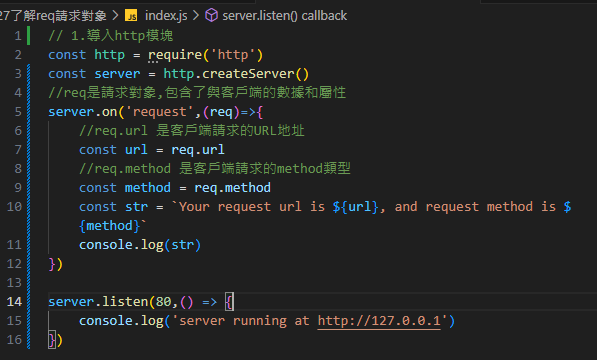 27了解req請求對象 > JS index.js > server.listen() callback
1 // 1.導入http模塊
2 const http = require('http')
3 const server = http.createServer()
4 //req是請求對象,包含了與客戶端的數據和屬性
5 server.on('request',(req)=>{
6 //req.url 是客戶端請求的URL地址
7 const url = req.url
8 //req.method 是客戶端請求的method類型
9 const method = req.method
10 const str = `Your request url is ${url}, and request method is $
{method}`
11 console.log(str)
12 })
13
14 server.listen(80,() => {
15 console.log('server running at http://127.0.0.1')
16 })